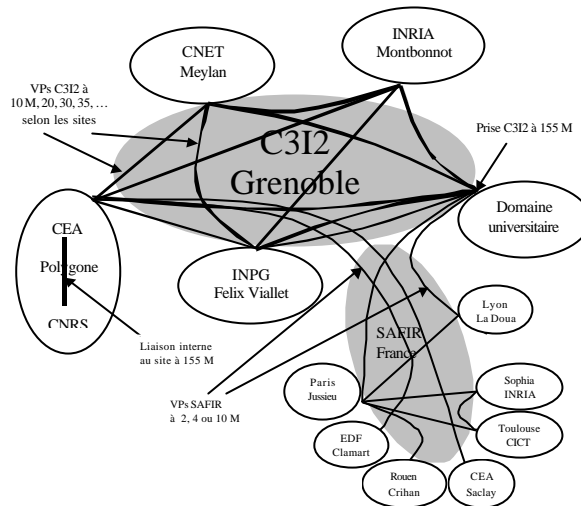 CNET
Meylan
INRIA
Montbonnot
VPs C3I2 à
10 M, 20, 30, 35, …
selon les sites
C3I2
Grenoble
Prise C3I2 à 155 M
CEA
Polygone
CNRS
INPG
Felix Viallet
Domaine
universitaire
Liaison interne
au site à 155 M
SAFIR
France
Lyon
La Doua
VPs SAFIR
à 2, 4 ou 10 M
Paris
Jussieu
Sophia
INRIA
Toulouse
CICT
EDF
Clamart
Rouen
Crihan
CEA
Saclay